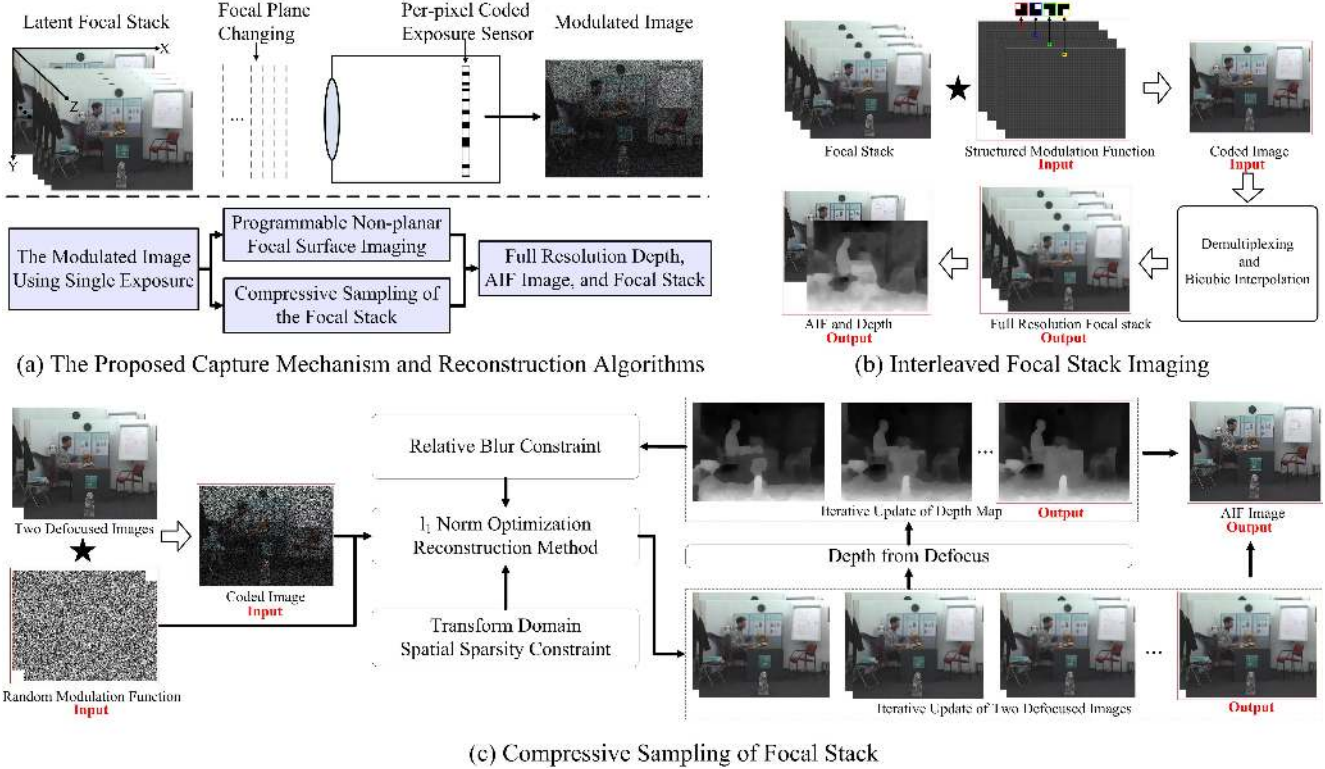 Latent Focal Stack
Focal Plane
Changing
Per-pixel Coded
Exposure Sensor
Modulated Image
X
Z
Y
...
The Modulated Image
Using Single Exposure
Programmable Non-planar
Focal Surface Imaging
Compressive Sampling of
the Focal Stack
Full Resolution Depth,
AIF Image, and Focal Stack
(a) The Proposed Capture Mechanism and Reconstruction Algorithms
Focal Stack
Structured Modulation Function
Input
Coded Image
Input
Demultiplexing
and
Bicubic Interpolation
Full Resolution Focal stack
Output
AIF and Depth
Output
(b) Interleaved Focal Stack Imaging
Two Defocused Images
Random Modulation Function
Input
Coded Image
Input
Relative Blur Constraint
l₁ Norm Optimization
Reconstruction Method
Transform Domain
Spatial Sparsity Constraint
...
Iterative Update of Depth Map
Output
Depth from Defocus
...
Iterative Update of Two Defocused Images
Output
AIF Image
Output
(c) Compressive Sampling of Focal Stack